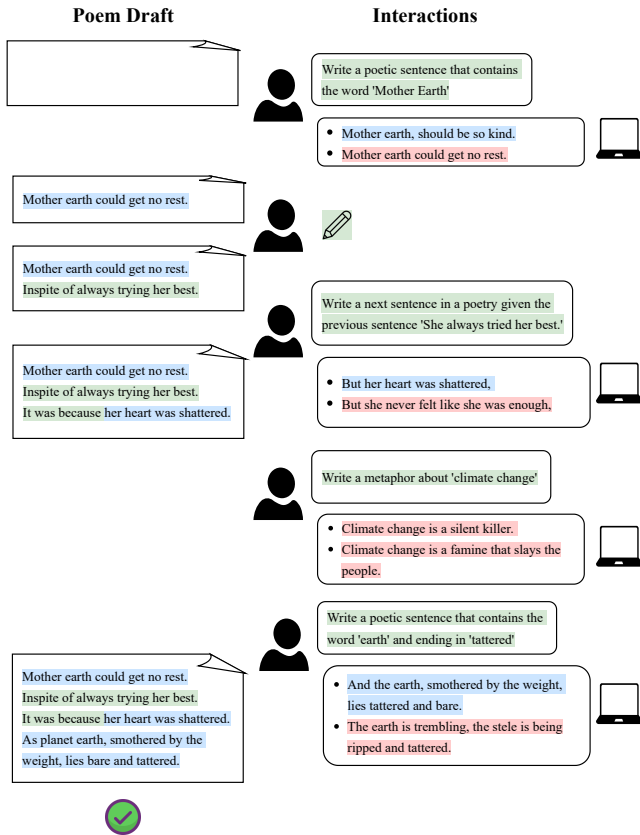 Poem Draft
Interactions
Write a poetic sentence that contains
the word 'Mother Earth'
• Mother earth, should be so kind.
• Mother earth could get no rest.
Mother earth could get no rest.
Mother earth could get no rest.
Inspite of always trying her best.
Write a next sentence in a poetry given the
previous sentence 'She always tried her best.'
Mother earth could get no rest.
Inspite of always trying her best.
It was because her heart was shattered.
• But her heart was shattered,
• But she never felt like she was enough,
Write a metaphor about 'climate change'
• Climate change is a silent killer.
• Climate change is a famine that slays the
people.
Write a poetic sentence that contains the
word 'earth' and ending in 'tattered'
Mother earth could get no rest.
Inspite of always trying her best.
It was because her heart was shattered.
As planet earth, smothered by the
weight, lies bare and tattered.
• And the earth, smothered by the weight,
lies tattered and bare.
• The earth is trembling, the stele is being
ripped and tattered.